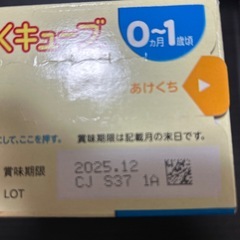 くキューブ
0~1
ヵ月 歳頃
あけくち
して、ここを押す。 賞味期限は記載月の末日です。
賞味期限 2025.12
LOT CJ S37 1A